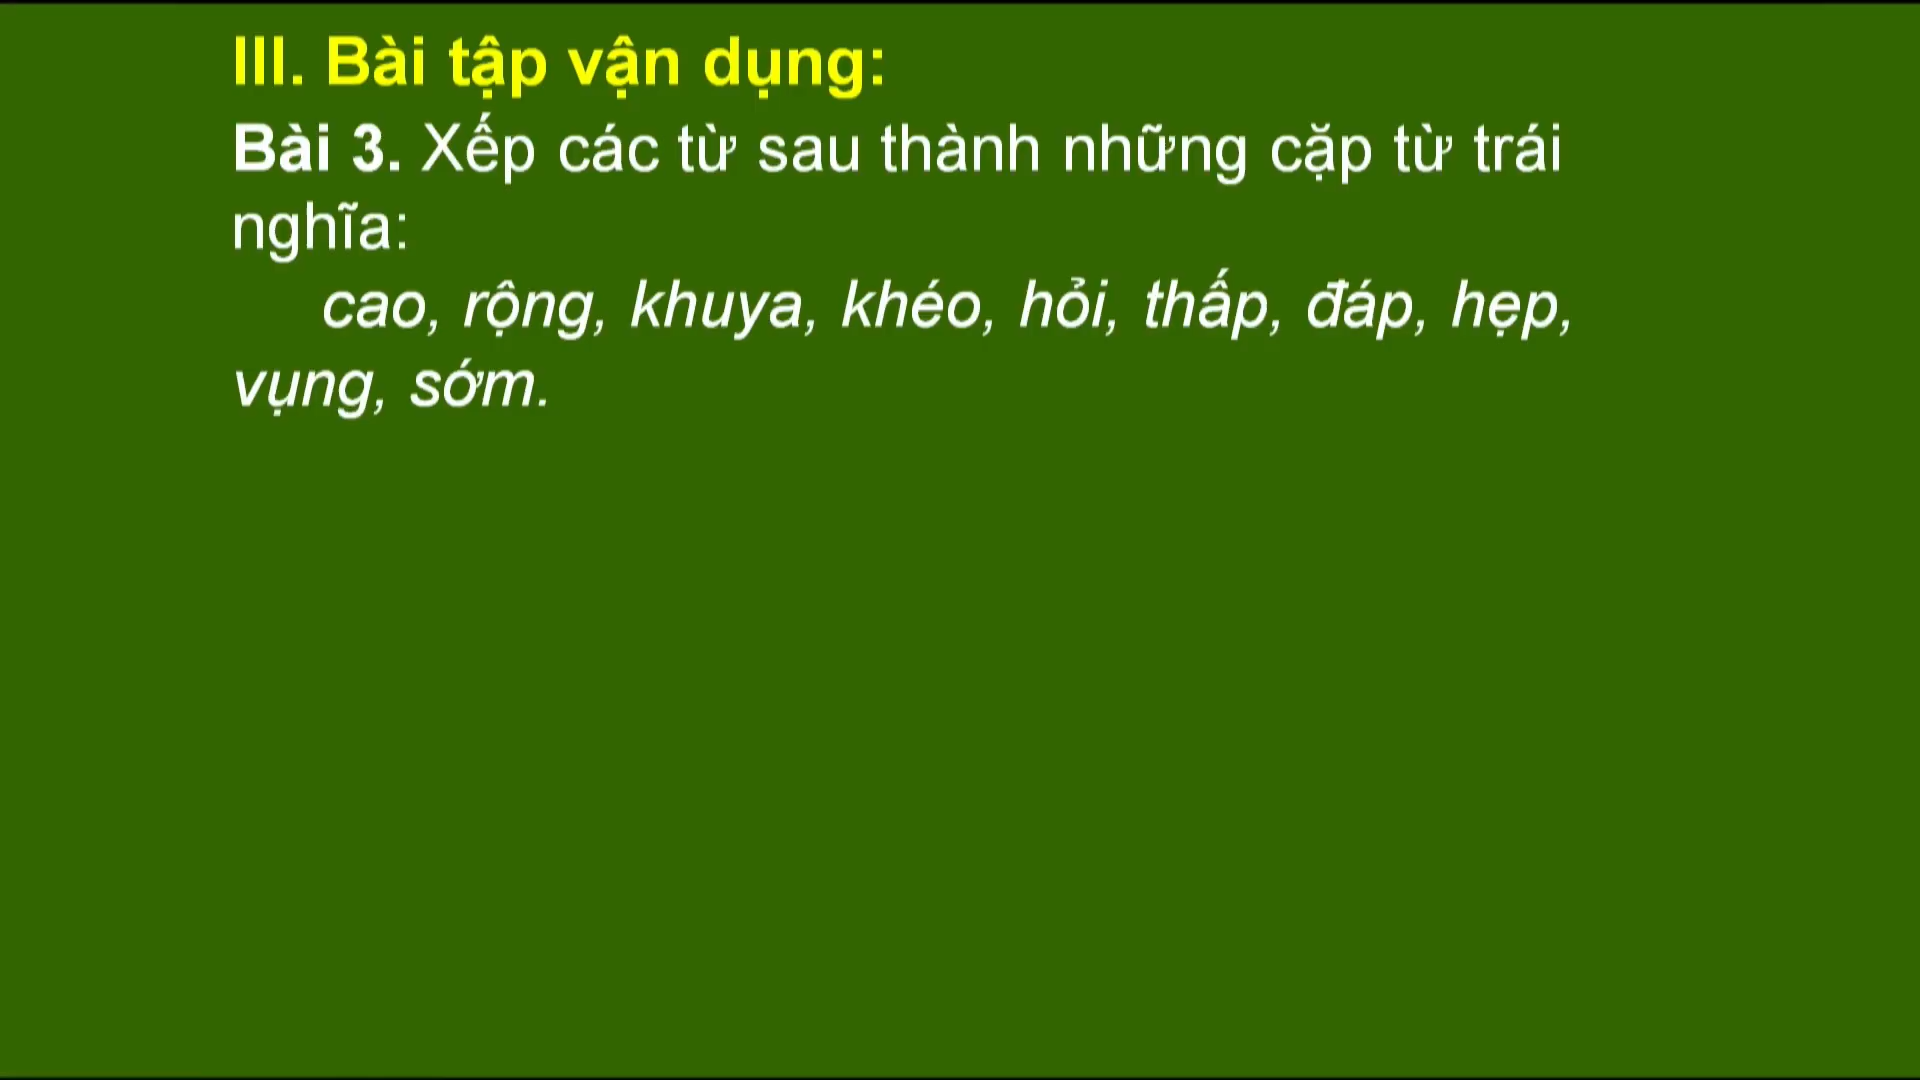 III. Bài tập vận dụng:
Bài 3. Xếp các từ sau thành những cặp từ trái
nghĩa:
cao, rộng, khuya, khéo, hỏi, thấp, đáp, hẹp,
vụng, sớm.